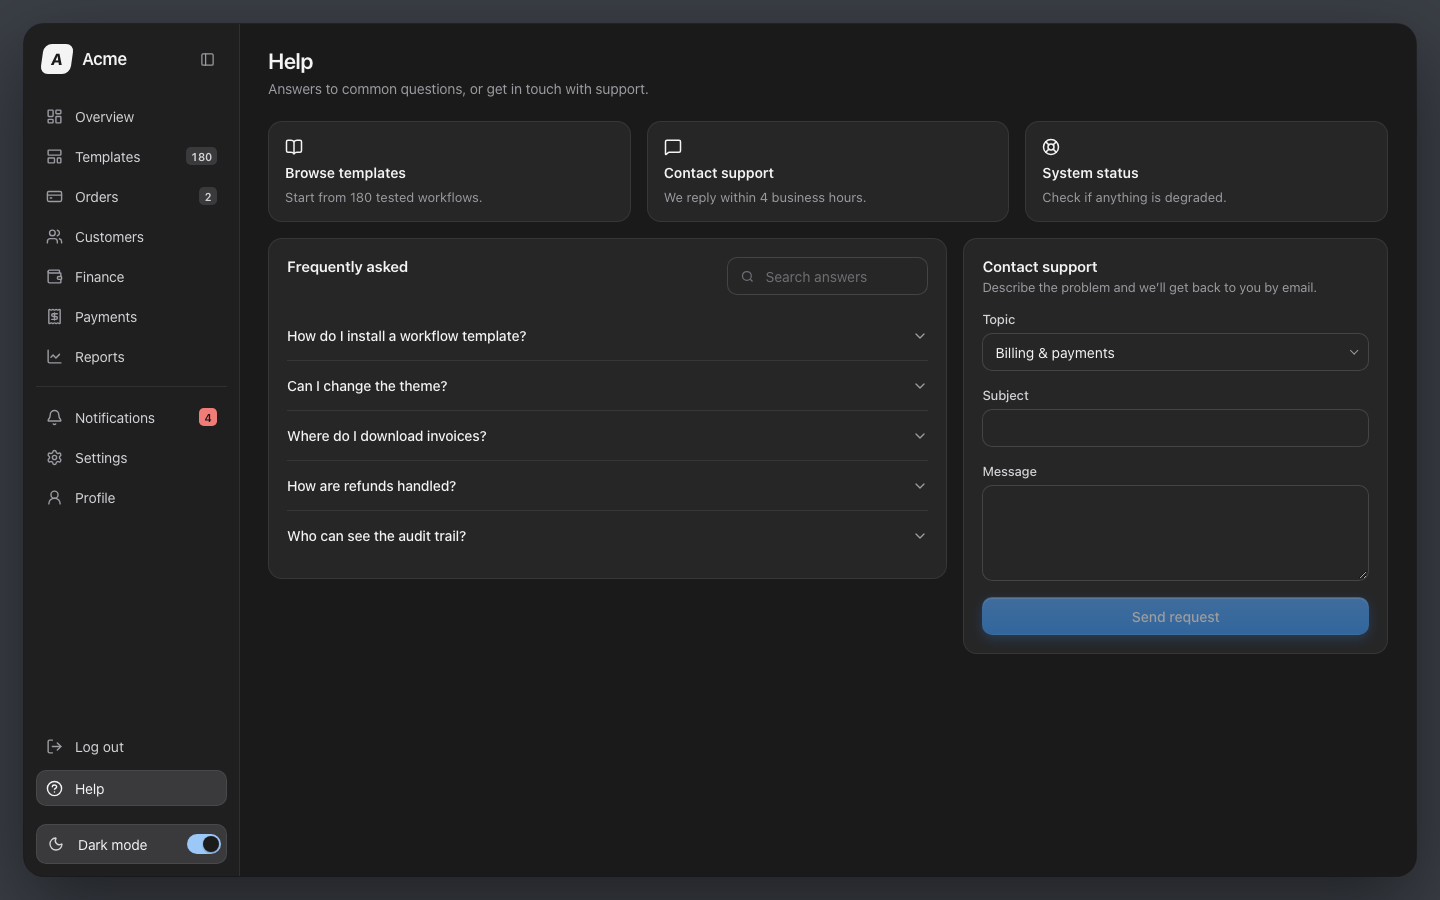 A Acme
Overview
Templates 180
Orders 2
Customers
Finance
Payments
Reports
Notifications 4
Settings
Profile
Log out
Help
Dark mode
Help
Answers to common questions, or get in touch with support.
Browse templates
Start from 180 tested workflows.
Contact support
We reply within 4 business hours.
System status
Check if anything is degraded.
Frequently asked
Search answers
How do I install a workflow template?
Can I change the theme?
Where do I download invoices?
How are refunds handled?
Who can see the audit trail?
Contact support
Describe the problem and we'll get back to you by email.
Topic
Billing & payments
Subject
Message
Send request